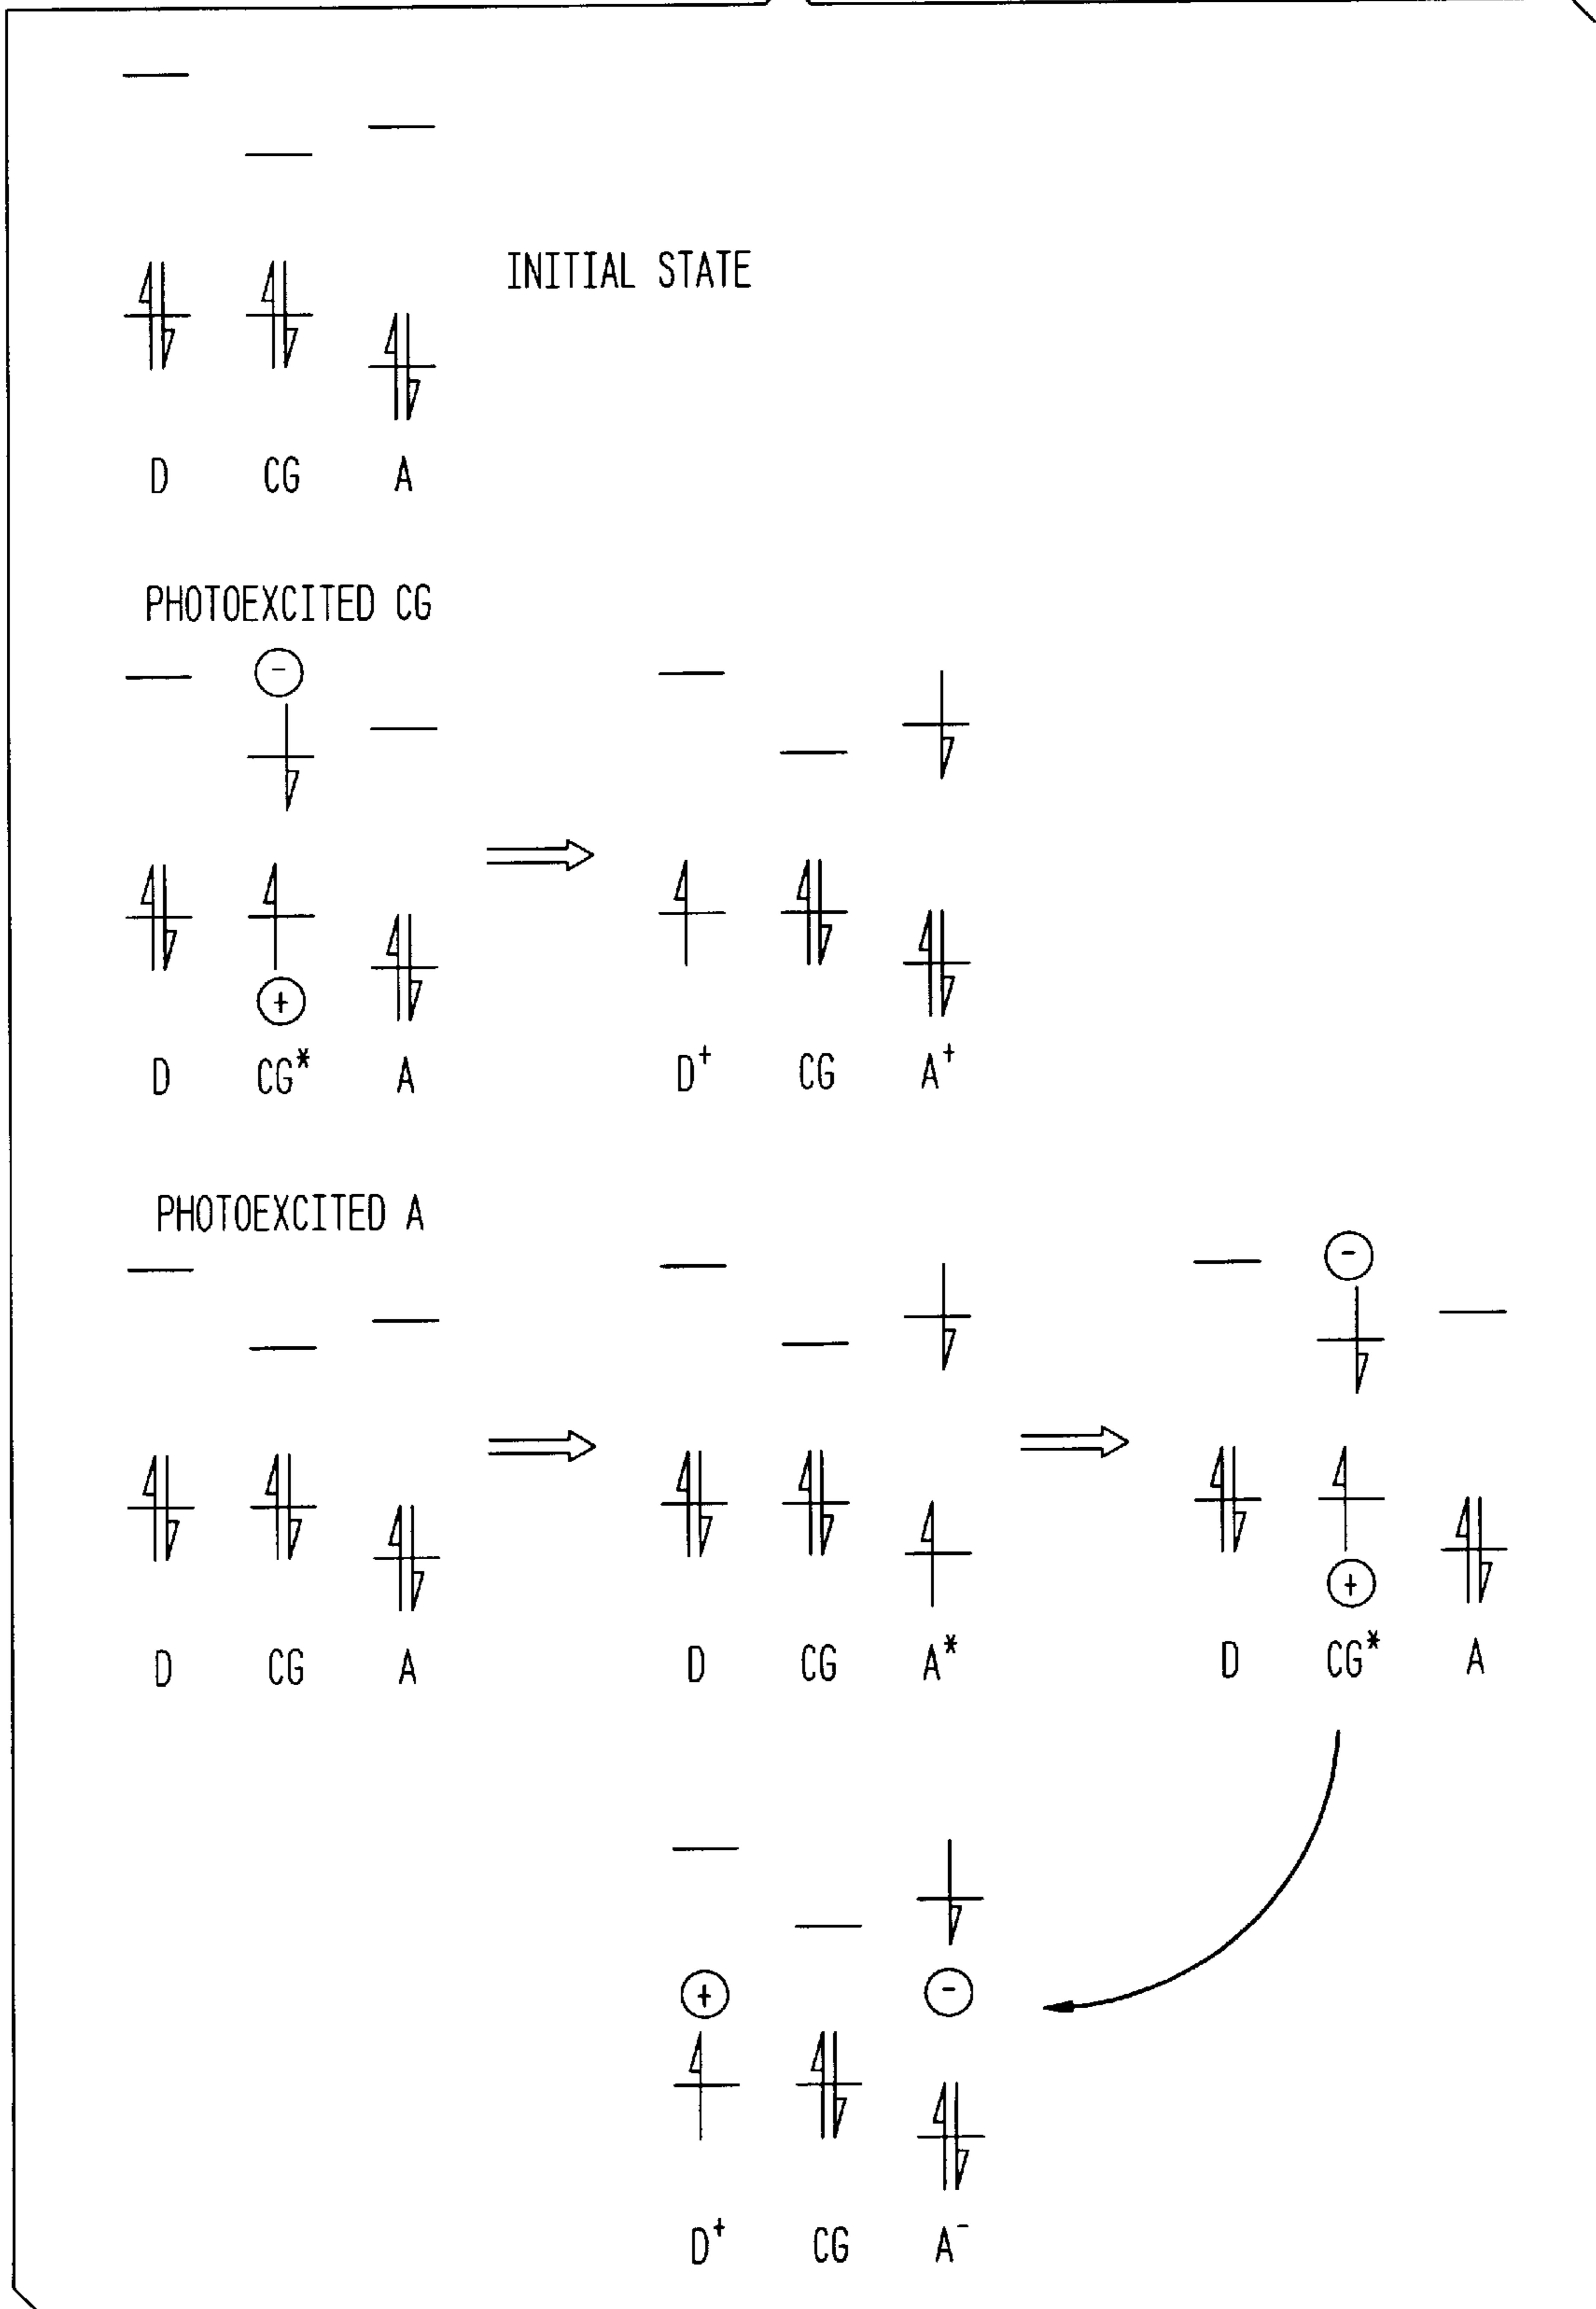 INITIAL STATE
D CG A
PHOTOEXCITED CG
− 
+
D CG* A D⁺ CG A⁺
PHOTOEXCITED A
−
+
D CG A D CG A* D CG* A
+ −
D⁺ CG A⁻